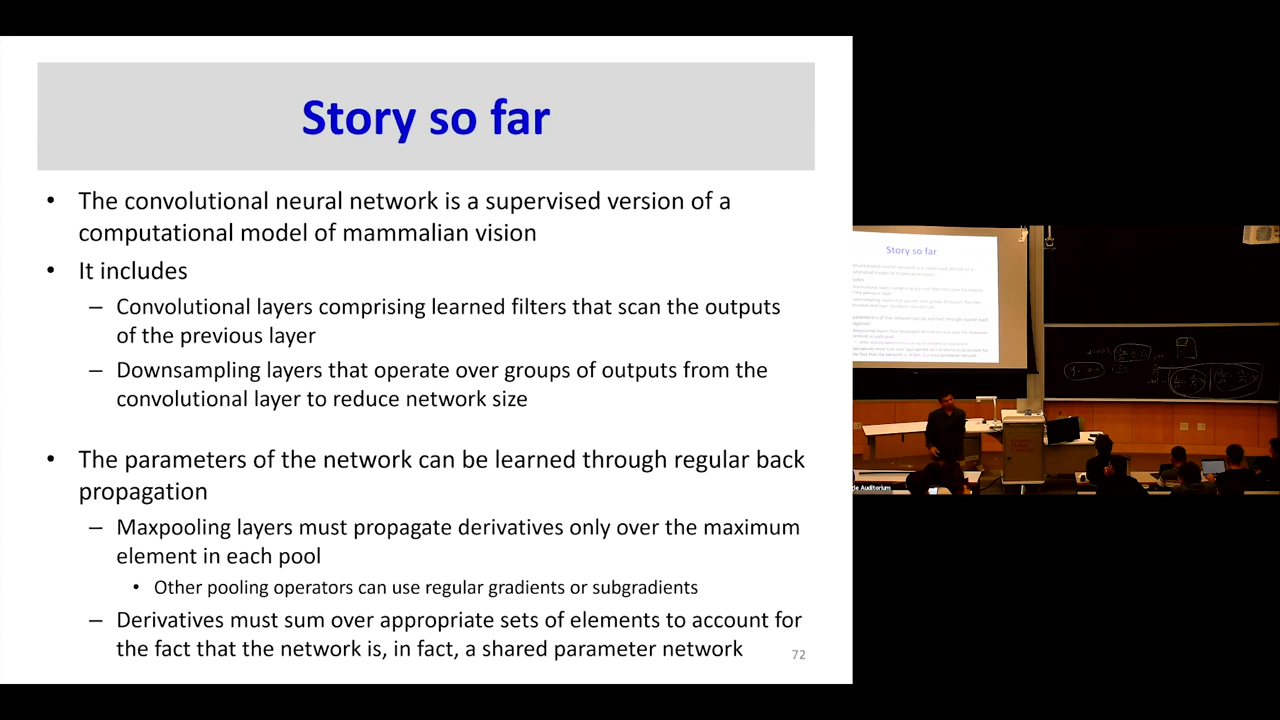 Story so far
• The convolutional neural network is a supervised version of a
computational model of mammalian vision
• It includes
– Convolutional layers comprising learned filters that scan the outputs
of the previous layer
– Downsampling layers that operate over groups of outputs from the
convolutional layer to reduce network size
• The parameters of the network can be learned through regular back
propagation
– Maxpooling layers must propagate derivatives only over the maximum
element in each pool
• Other pooling operators can use regular gradients or subgradients
– Derivatives must sum over appropriate sets of elements to account for
the fact that the network is, in fact, a shared parameter network
72
Story so far
Auditorium